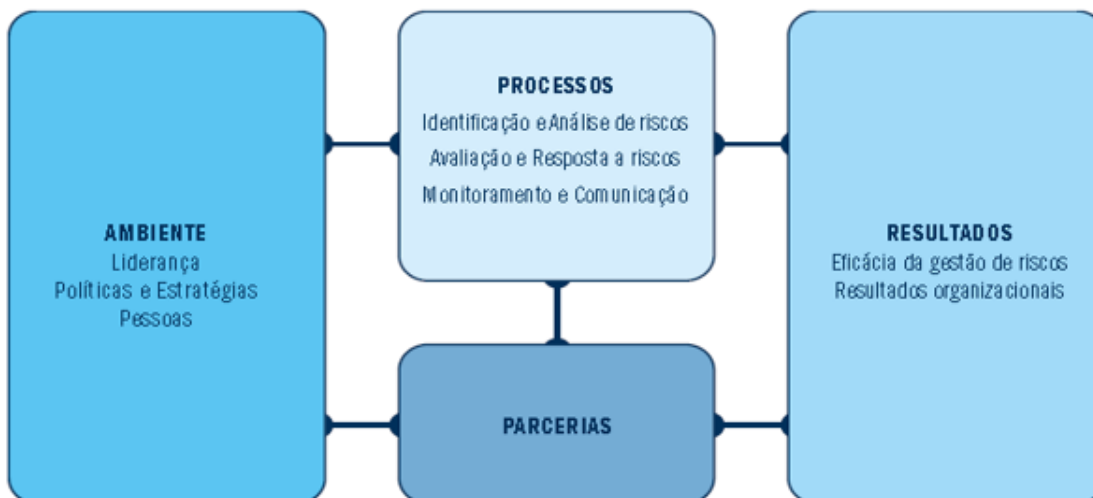 AMBIENTE
Liderança
Políticas e Estratégias
Pessoas
PROCESSOS
Identificação e Análise de riscos
Avaliação e Resposta a riscos
Monitoramento e Comunicação
PARCERIAS
RESULTADOS
Eficácia da gestão de riscos
Resultados organizacionais